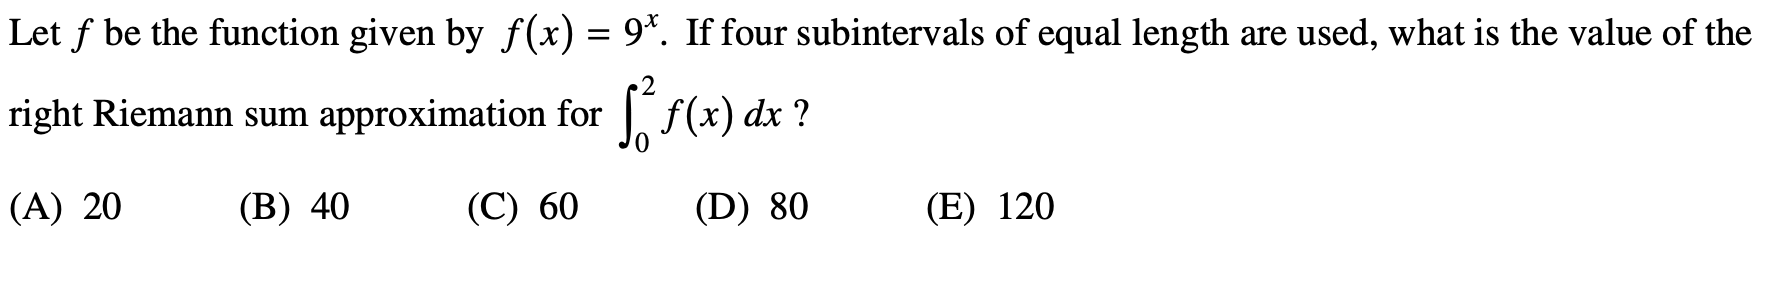 Let f be the function given by f(x) = 9^x. If four subintervals of equal length are used, what is the value of the
right Riemann sum approximation for ∫_0^2 f(x) dx ?
(A) 20 (B) 40 (C) 60 (D) 80 (E) 120